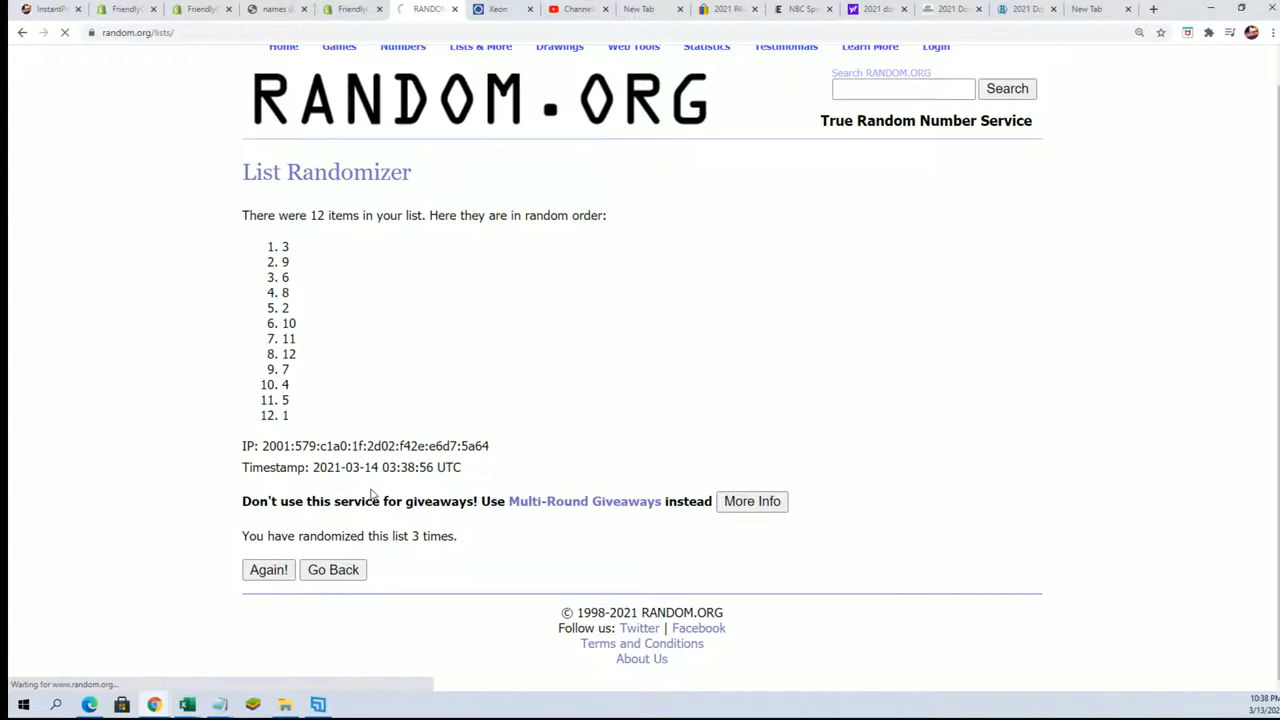 InstantR
Friendly
Friendly
names (
Friendly
RANDO
Xeon
Channel
New Tab
2021 PA
NBC Sp
2021 do
2021 Do
2021 Do
New Tab
random.org/lists/
Home Games Numbers Lists & More Drawings Web Tools Statistics Testimonials Learn More Login
RANDOM.ORG
Search RANDOM.ORG
Search
True Random Number Service
List Randomizer
There were 12 items in your list. Here they are in random order:
1. 3
2. 9
3. 6
4. 8
5. 2
6. 10
7. 11
8. 12
9. 7
10. 4
11. 5
12. 1
IP: 2001:579:c1a0:1f:2d02:f42e:e6d7:5a64
Timestamp: 2021-03-14 03:38:56 UTC
Don't use this service for giveaways! Use Multi-Round Giveaways instead More Info
You have randomized this list 3 times.
Again! Go Back
© 1998-2021 RANDOM.ORG
Follow us: Twitter | Facebook
Terms and Conditions
About Us
Waiting for www.random.org...
10:38 PM
3/13/202